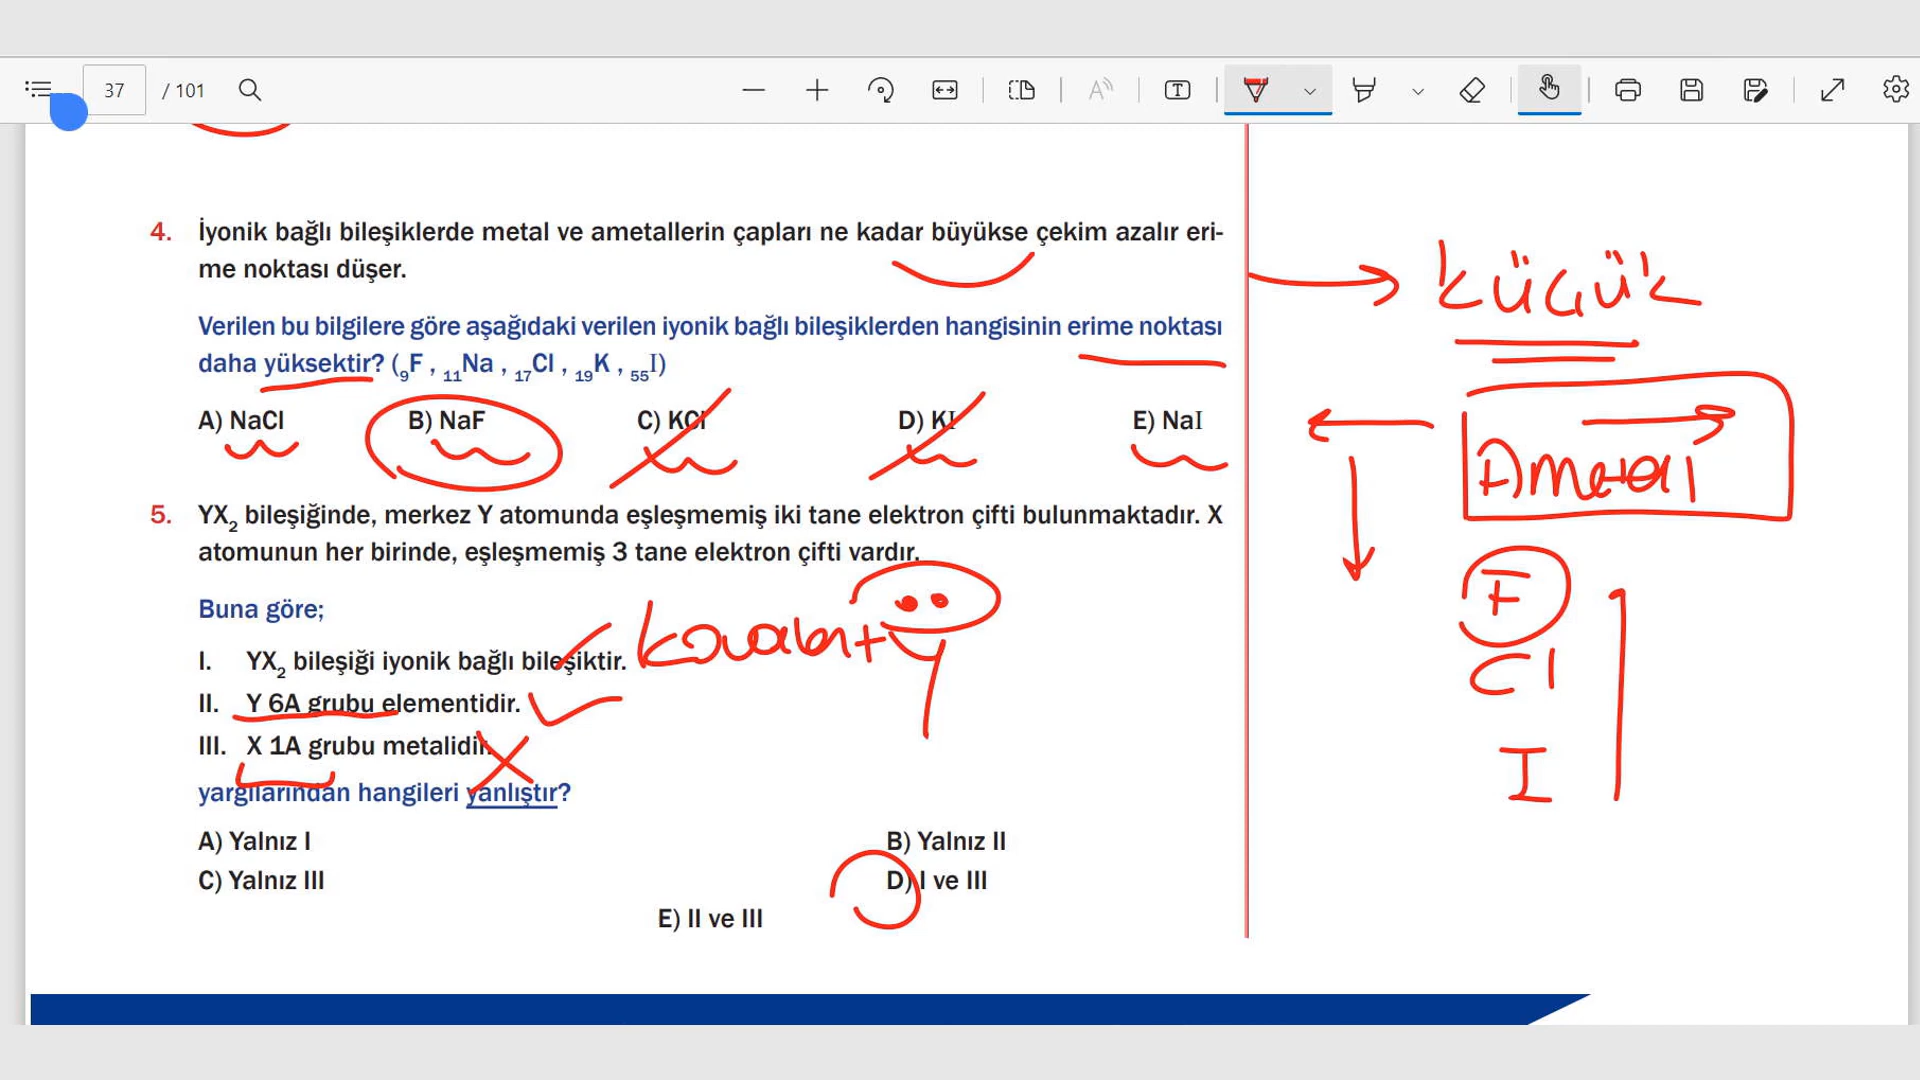 37 / 101
4. İyonik bağlı bileşiklerde metal ve ametallerin çapları ne kadar büyükse çekim azalır eri-
me noktası düşer.
Verilen bu bilgilere göre aşağıdaki verilen iyonik bağlı bileşiklerden hangisinin erime noktası
daha yüksektir? (₉F , ₁₁Na , ₁₇Cl , ₁₉K , ₅₅I)
A) NaCl B) NaF C) KCl D) KI E) NaI
5. YX₂ bileşiğinde, merkez Y atomunda eşleşmemiş iki tane elektron çifti bulunmaktadır. X
atomunun her birinde, eşleşmemiş 3 tane elektron çifti vardır.
Buna göre;
I. YX₂ bileşiği iyonik bağlı bileşiktir.
kovalent
Y
II. Y 6A grubu elementidir.
III. X 1A grubu metalidir.
yargılarından hangileri yanlıştır?
A) Yalnız I B) Yalnız II
C) Yalnız III D) I ve III
E) II ve III
küçük
Ametal
F
Cl
I